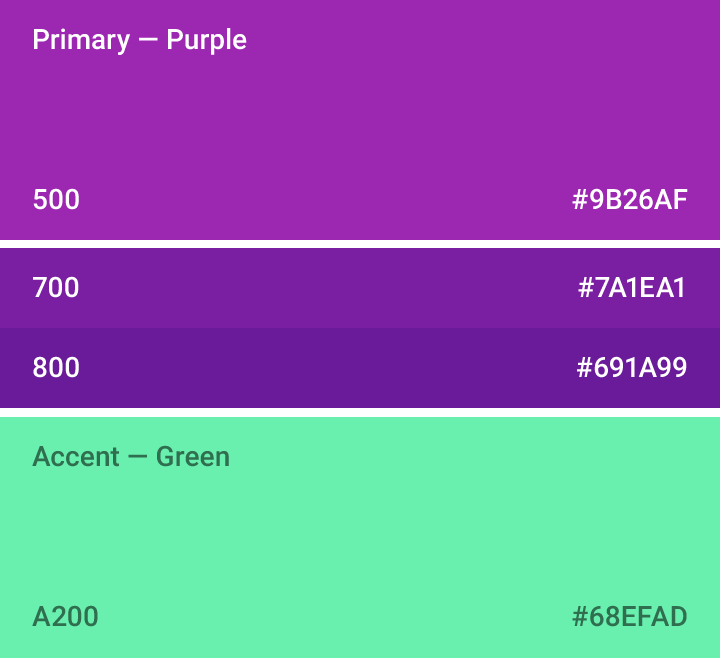 Primary — Purple
500 #9B26AF
700 #7A1EA1
800 #691A99
Accent — Green
A200 #68EFAD